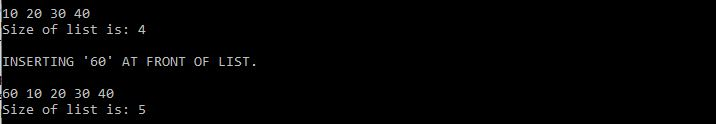 10 20 30 40
Size of list is: 4
INSERTING '60' AT FRONT OF LIST.
60 10 20 30 40
Size of list is: 5